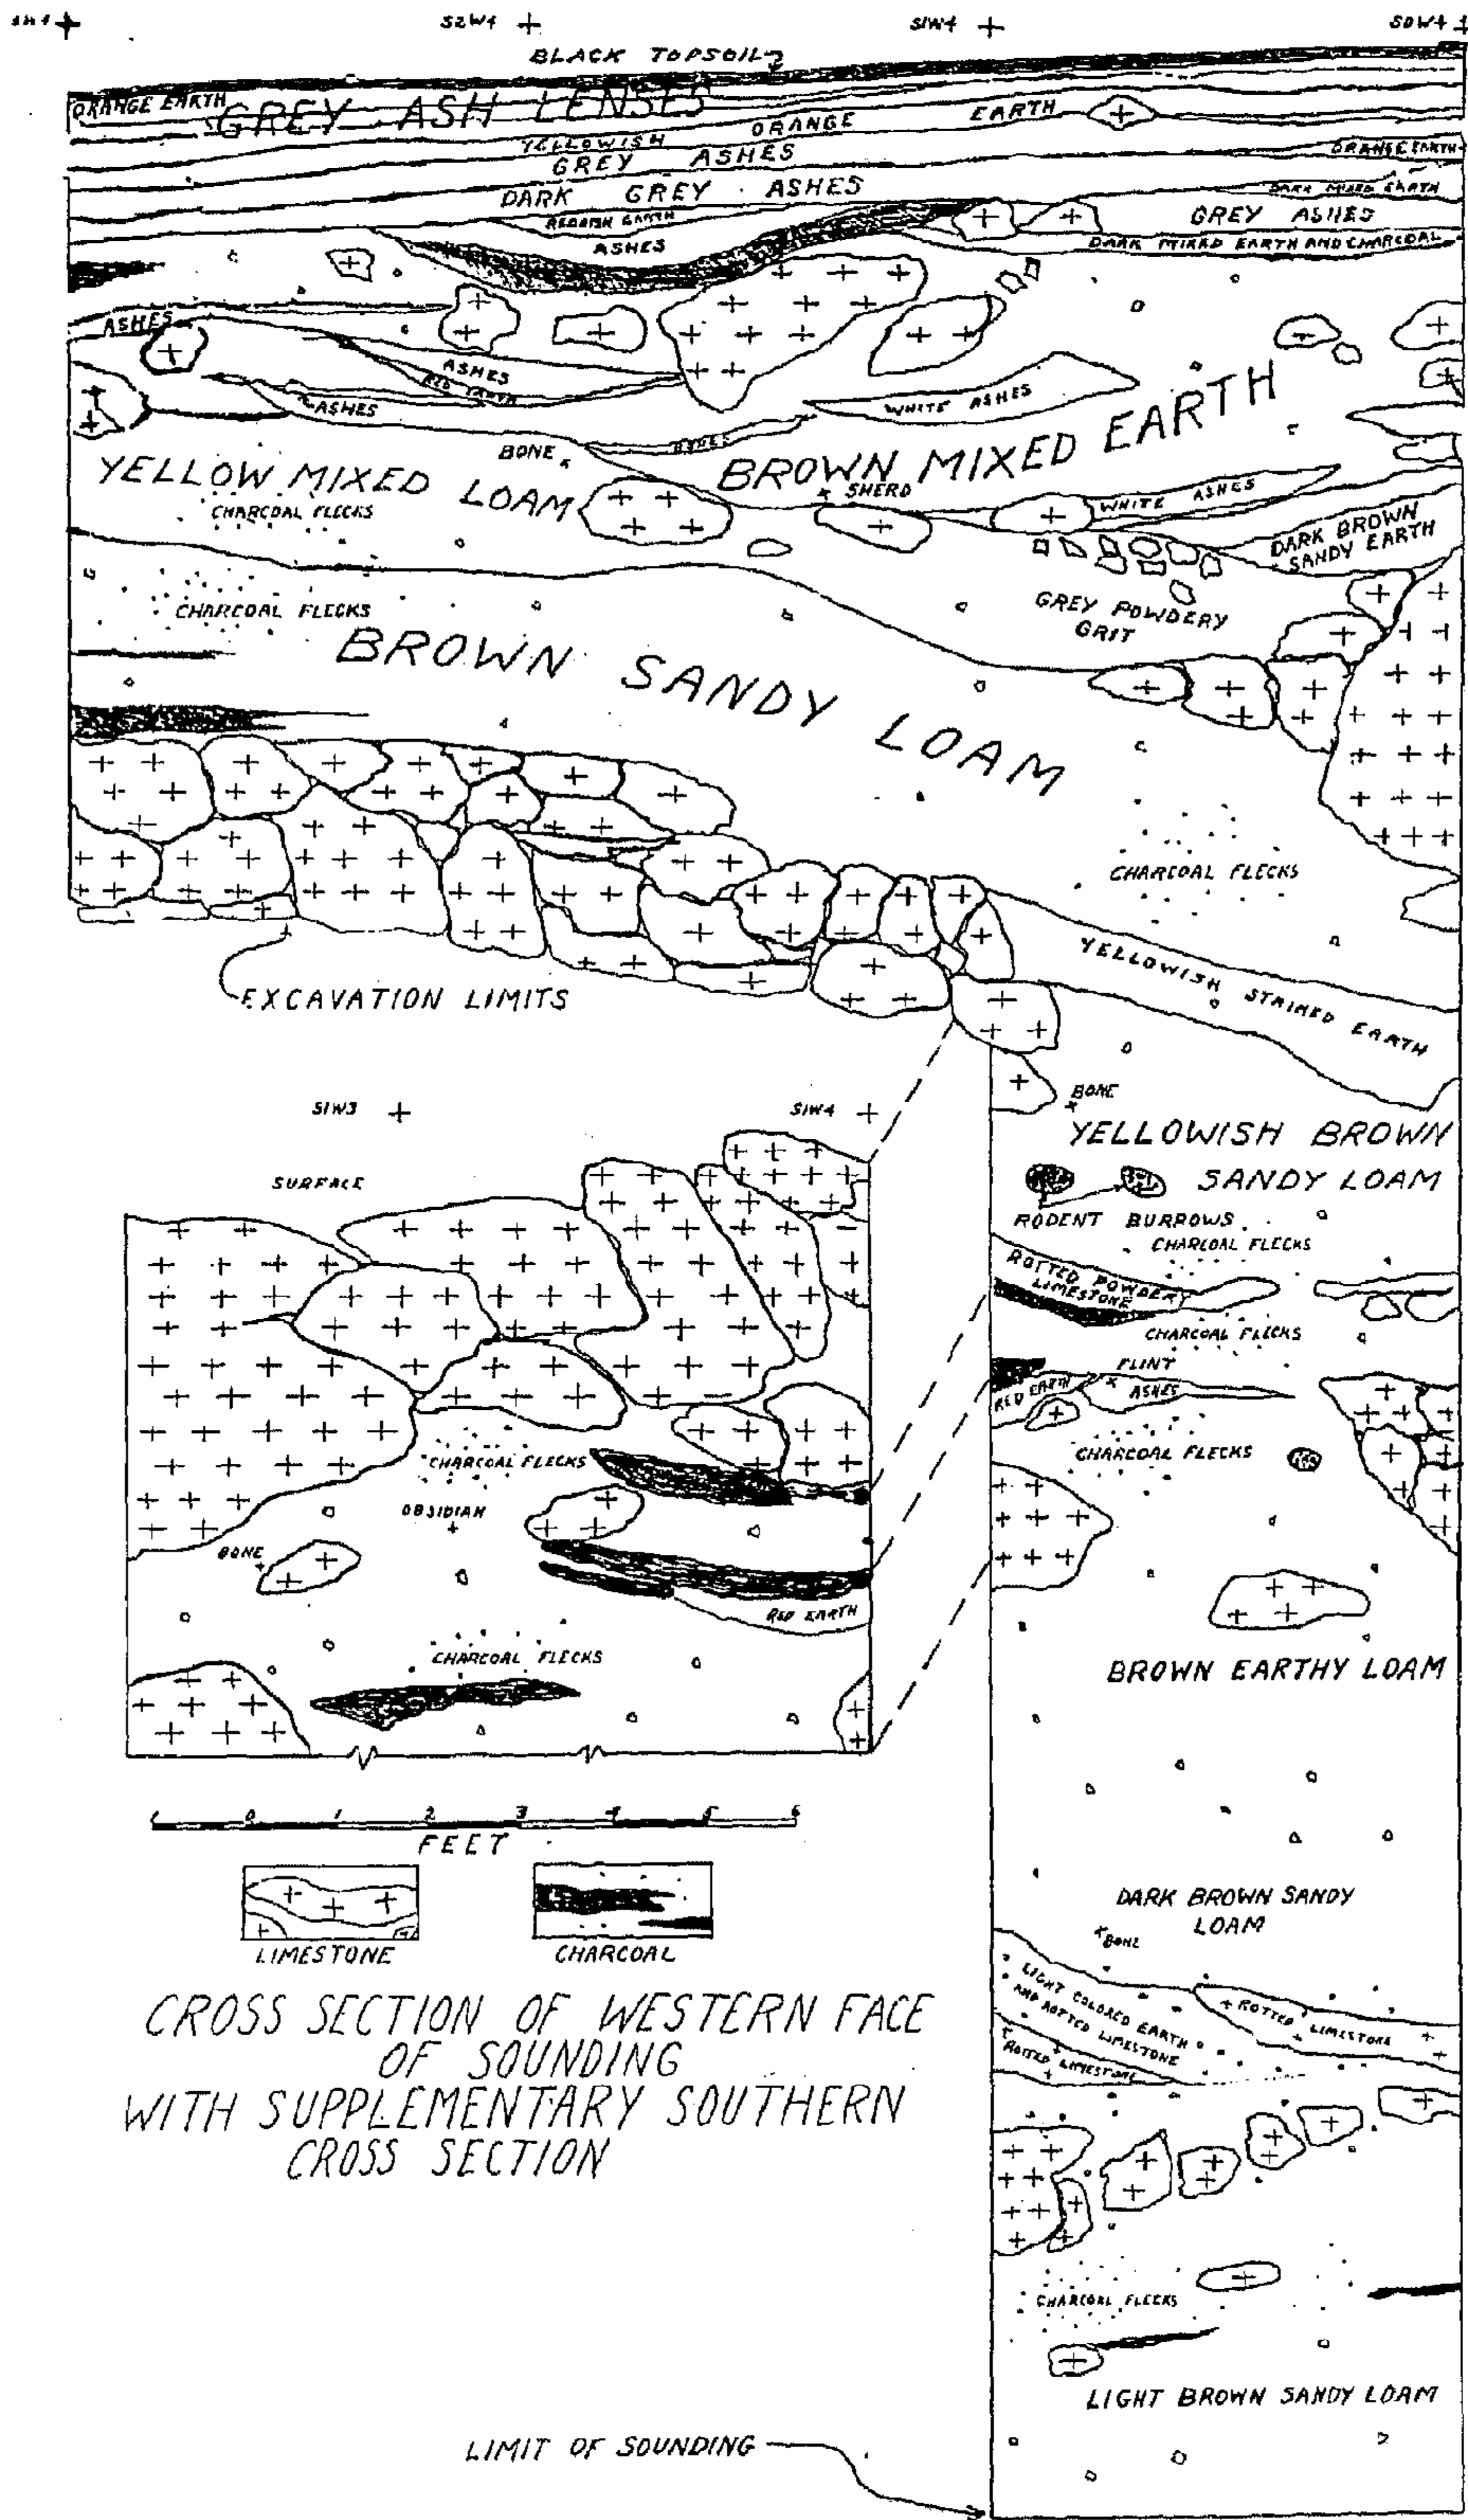 S2W4
S1W4
S0W4
BLACK TOPSOIL
ORANGE EARTH
GREY ASH LENSES
YELLOWISH ORANGE EARTH
GREY ASHES
ORANGE EARTH
DARK GREY ASHES
DARK MIXED EARTH
REDDISH EARTH
GREY ASHES
ASHES
DARK MIXED EARTH AND CHARCOAL
ASHES
ASHES
RED EARTH
ASHES
WHITE ASHES
BROWN MIXED EARTH
BONE
ASHES
YELLOW MIXED LOAM
SHERD
WHITE ASHES
CHARCOAL FLECKS
DARK BROWN
SANDY EARTH
CHARCOAL FLECKS
GREY POWDERY
GRIT
BROWN SANDY LOAM
CHARCOAL FLECKS
YELLOWISH STAINED EARTH
EXCAVATION LIMITS
BONE
YELLOWISH BROWN
SANDY LOAM
RODENT BURROWS
CHARCOAL FLECKS
ROTTED POWDER
LIMESTONE
CHARCOAL FLECKS
FLINT
RED EARTH
ASHES
CHARCOAL FLECKS
BROWN EARTHY LOAM
DARK BROWN SANDY
LOAM
BONE
LIGHT COLORED EARTH
AND ROTTED LIMESTONE
ROTTED LIMESTONE
ROTTED LIMESTONE
CHARCOAL FLECKS
LIGHT BROWN SANDY LOAM
LIMIT OF SOUNDING
S1W3
S1W4
SURFACE
CHARCOAL FLECKS
OBSIDIAN
BONE
RED EARTH
CHARCOAL FLECKS
1 0 1 2 3 4 5 6
FEET
LIMESTONE
CHARCOAL
CROSS SECTION OF WESTERN FACE
OF SOUNDING
WITH SUPPLEMENTARY SOUTHERN
CROSS SECTION